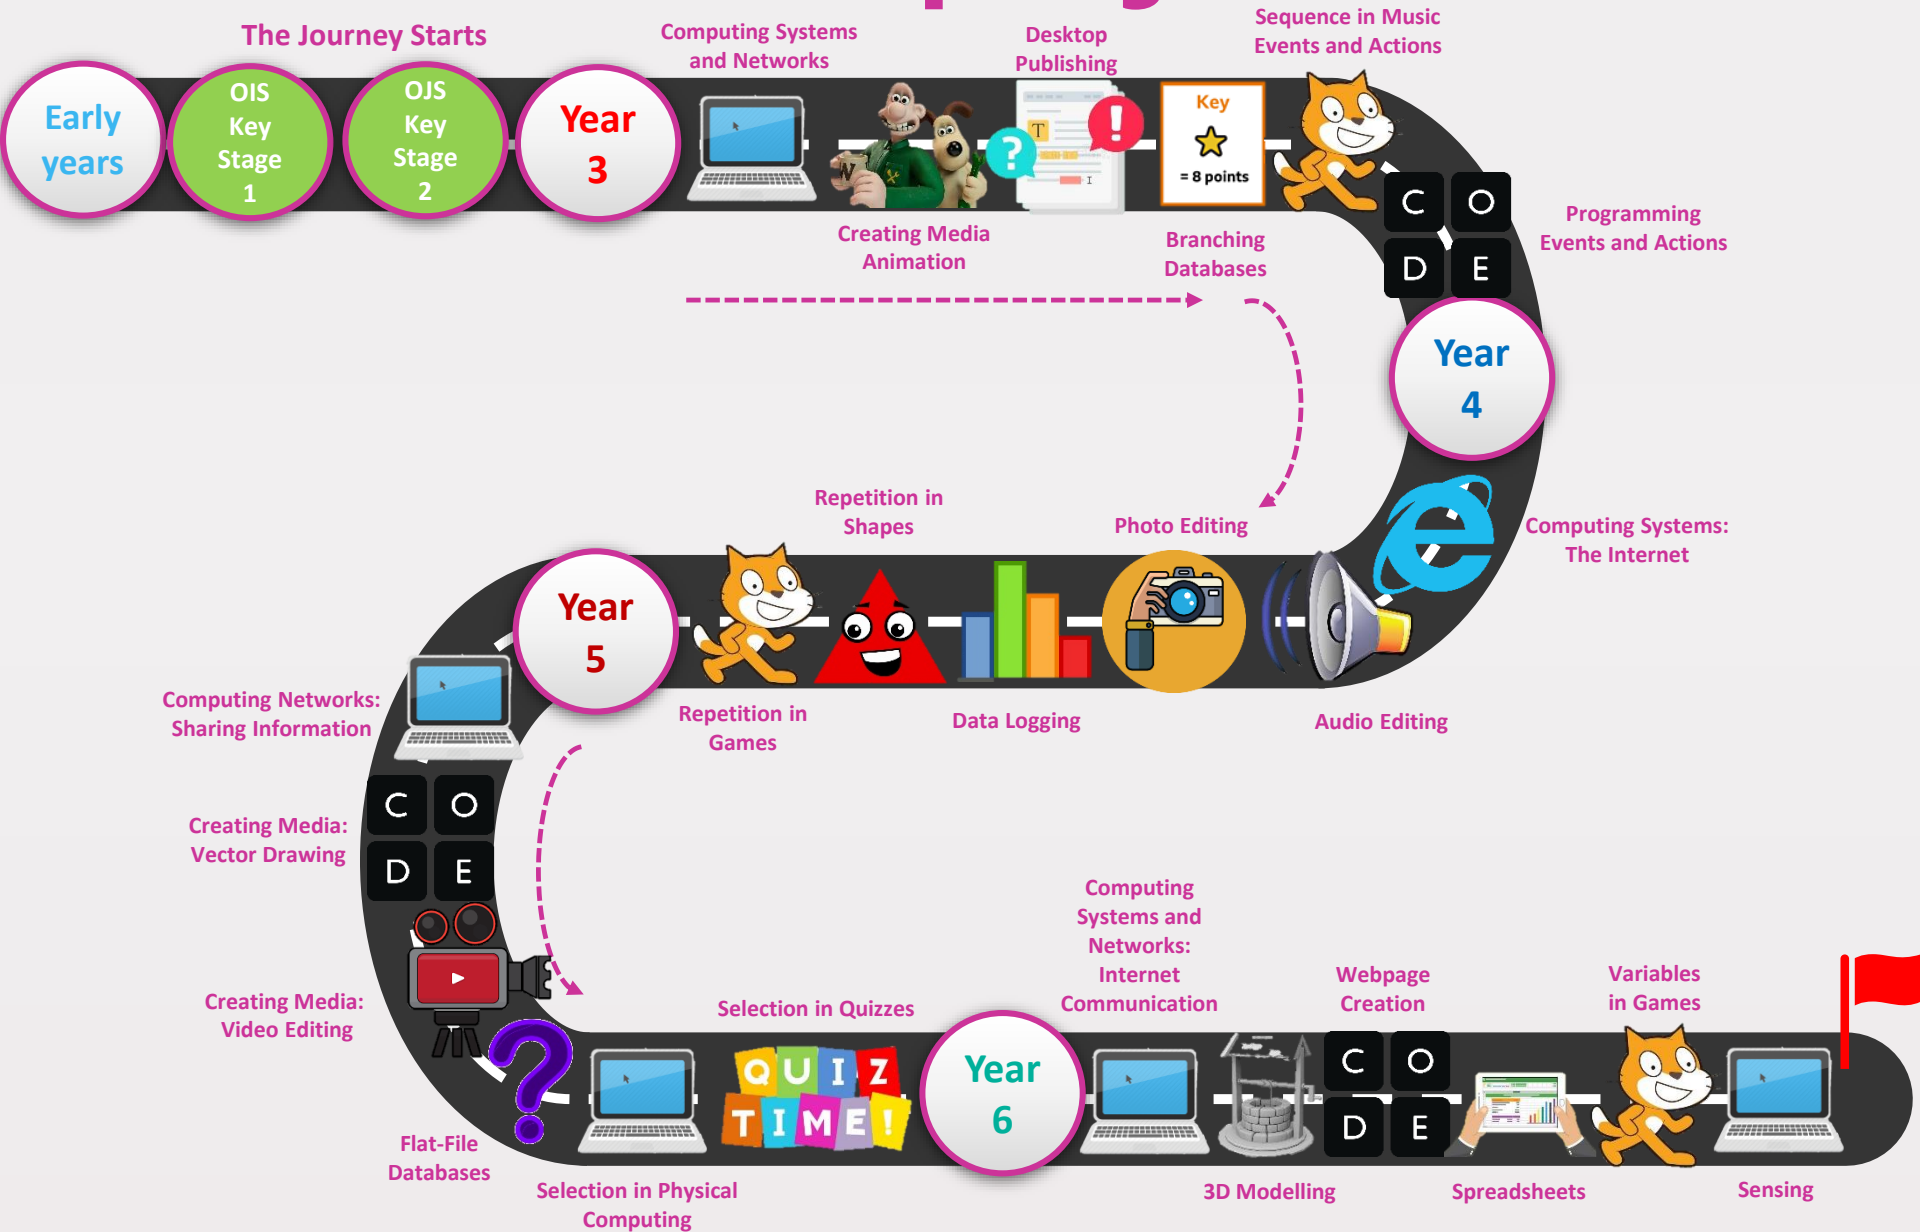 The Journey Starts
Early
years
OIS
Key
Stage
1
OJS
Key
Stage
2
Year
3
Computing Systems
and Networks
W
Creating Media
Animation
Desktop
Publishing
?
T
!
I
Key
= 8 points
Branching
Databases
Sequence in Music
Events and Actions
C O
D E
Programming
Events and Actions
Year
4
Computing Systems:
The Internet
Audio Editing
Photo Editing
Data Logging
Repetition in
Shapes
Repetition in
Games
Year
5
Computing Networks:
Sharing Information
C O
D E
Creating Media:
Vector Drawing
Creating Media:
Video Editing
?
Flat-File
Databases
Selection in Physical
Computing
Selection in Quizzes
QUIZ
TIME!
Year
6
Computing
Systems and
Networks:
Internet
Communication
3D Modelling
Webpage
Creation
C O
D E
Spreadsheets
Variables
in Games
Sensing